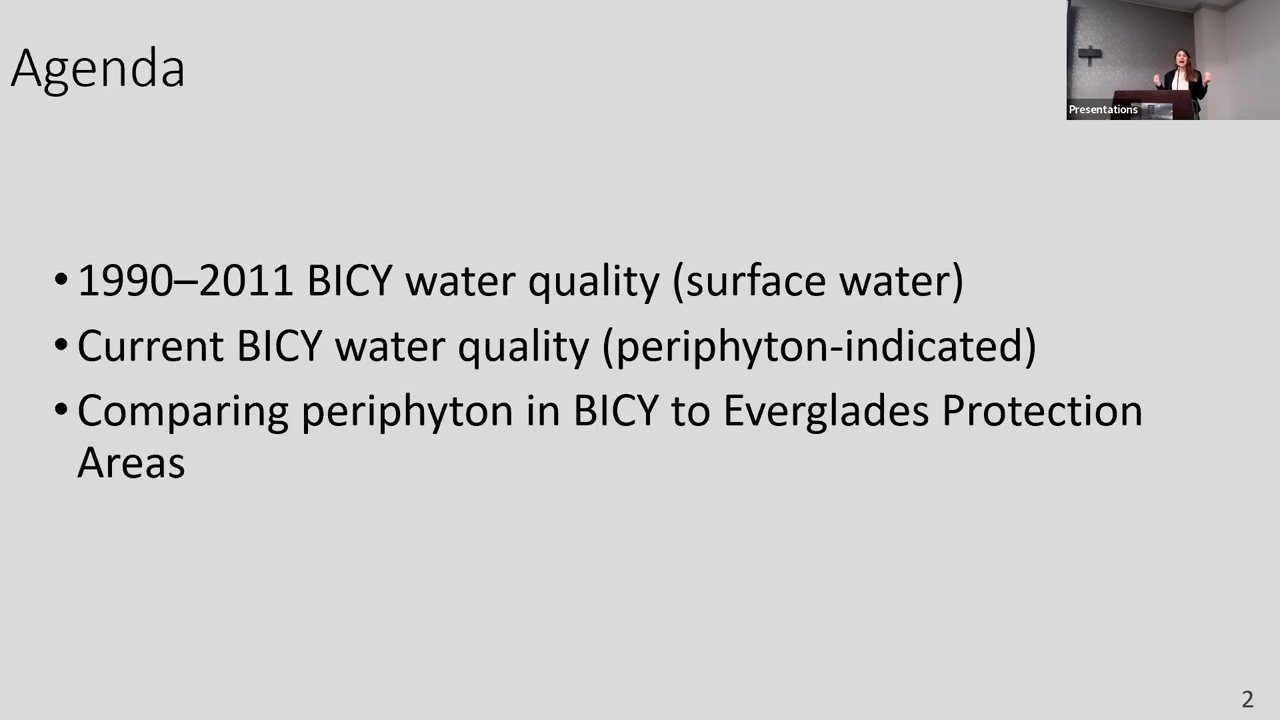 Agenda
Presentations
• 1990–2011 BICY water quality (surface water)
• Current BICY water quality (periphyton-indicated)
• Comparing periphyton in BICY to Everglades Protection
Areas
2